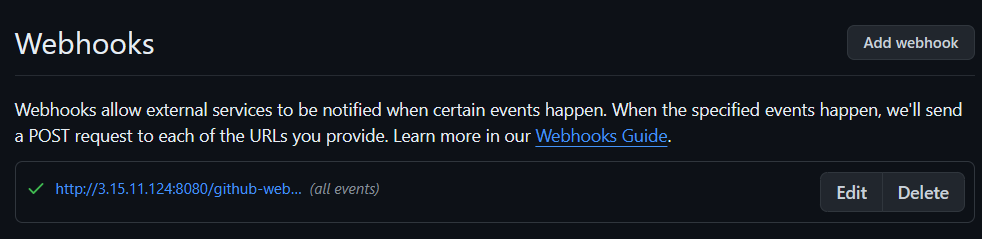 Webhooks
Add webhook
Webhooks allow external services to be notified when certain events happen. When the specified events happen, we'll send
a POST request to each of the URLs you provide. Learn more in our Webhooks Guide.
http://3.15.11.124:8080/github-web... (all events)
Edit
Delete